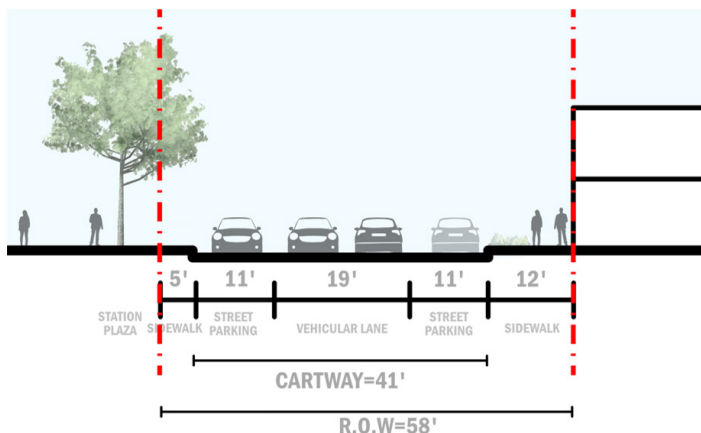 5' 11' 19' 11' 12'
STATION PLAZA
SIDEWALK
STREET PARKING
VEHICULAR LANE
STREET PARKING
SIDEWALK
CARTWAY=41'
R.O.W=58'